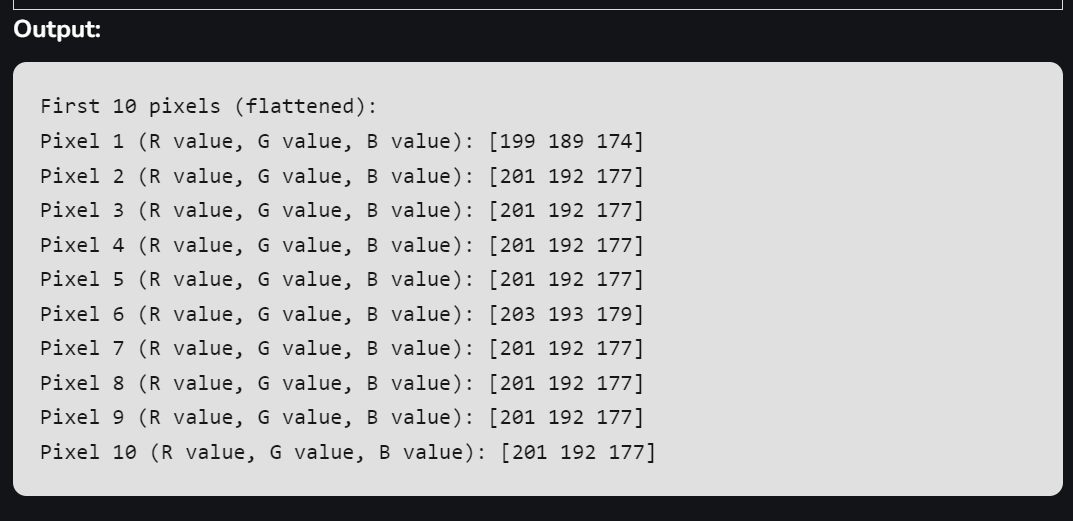 Output:
First 10 pixels (flattened):
Pixel 1 (R value, G value, B value): [199 189 174]
Pixel 2 (R value, G value, B value): [201 192 177]
Pixel 3 (R value, G value, B value): [201 192 177]
Pixel 4 (R value, G value, B value): [201 192 177]
Pixel 5 (R value, G value, B value): [201 192 177]
Pixel 6 (R value, G value, B value): [203 193 179]
Pixel 7 (R value, G value, B value): [201 192 177]
Pixel 8 (R value, G value, B value): [201 192 177]
Pixel 9 (R value, G value, B value): [201 192 177]
Pixel 10 (R value, G value, B value): [201 192 177]